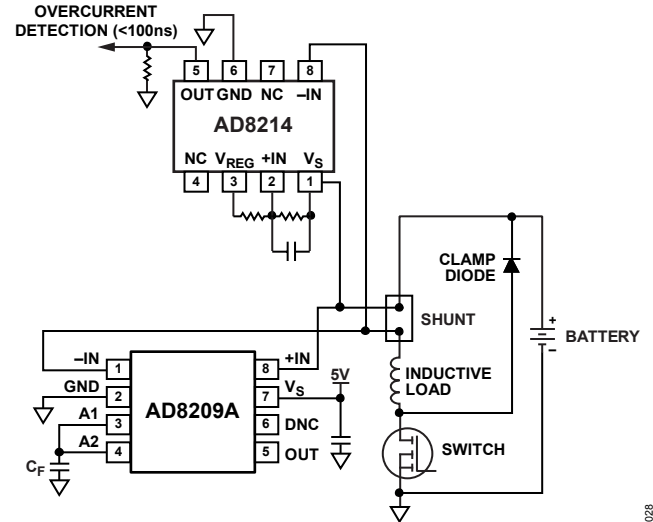 OVERCURRENT
DETECTION (<100ns)
5 6 7 8
OUT GND NC –IN
AD8214
NC VREG +IN VS
4 3 2 1
CLAMP
DIODE
SHUNT
+
BATTERY
–
–IN 1
8 +IN
GND 2
5V
7 VS
INDUCTIVE
LOAD
AD8209A
A1 3
6 DNC
A2 4
5 OUT
SWITCH
CF
028